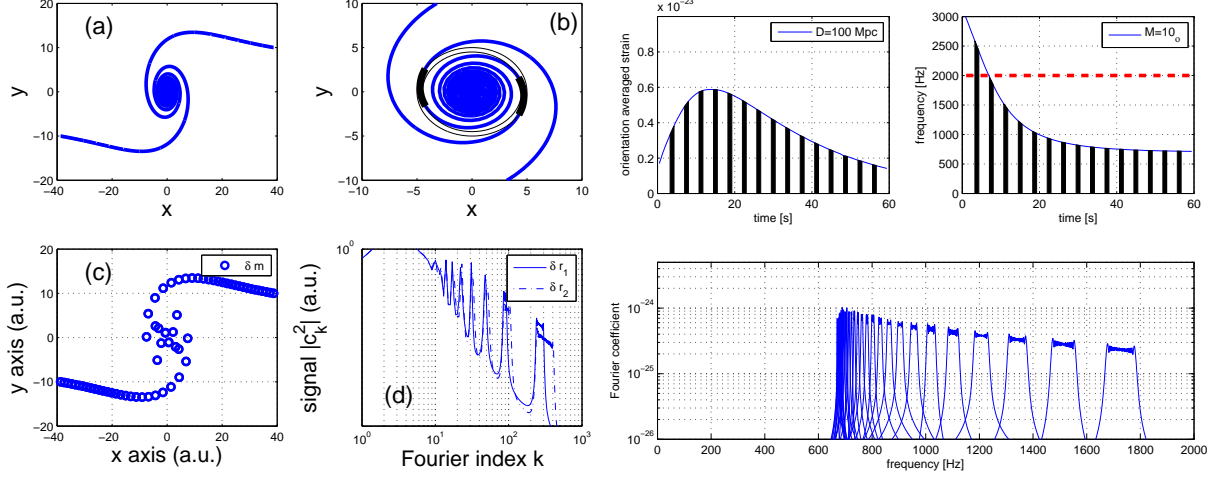 (a)
20
10
0
−10
−20
−40 −20 0 20 40
x
y
(b)
10
5
0
−5
−10
−10 −5 0 5 10
x
y
x 10^-23
D=100 Mpc
0.8
0.6
0.4
0.2
0
0 20 40 60
time [s]
orientation averaged strain
M=10_o
3000
2500
2000
1500
1000
500
0
0 20 40 60
time [s]
frequency [Hz]
(c)
δ m
20
10
0
−10
−20
−40 −20 0 20 40
x axis (a.u.)
y axis (a.u.)
(d)
δ r_1
δ r_2
10^0
10^0 10^1 10^2 10^3
Fourier index k
signal |c_k^2| (a.u.)
10^-24
10^-25
10^-26
0 200 400 600 800 1000 1200 1400 1600 1800 2000
frequency [Hz]
Fourier coefficient